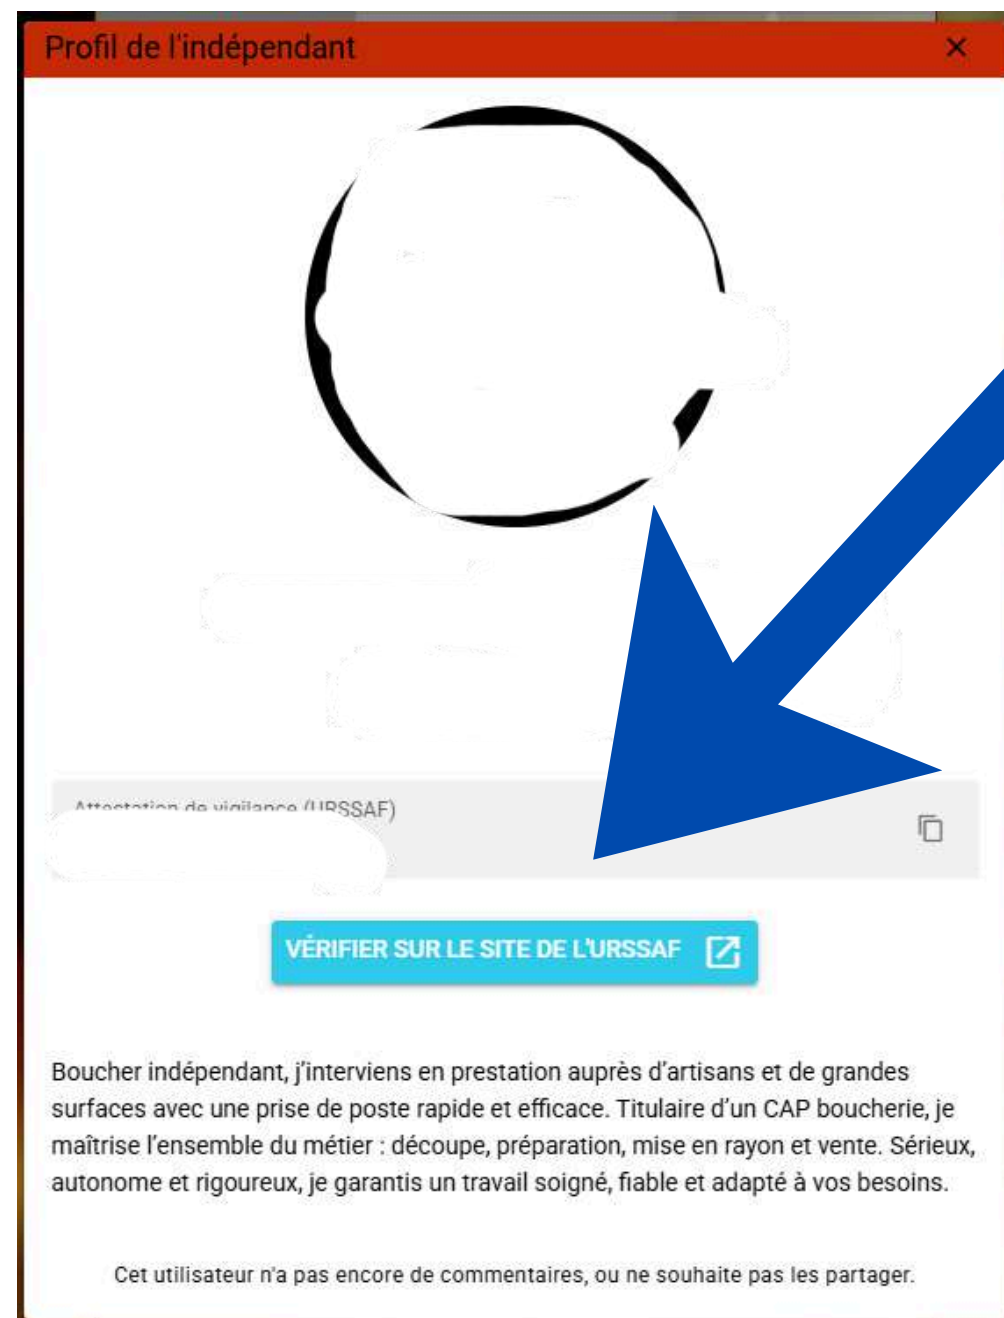 Profil de l'indépendant
Attestation de vigilance (URSSAF)
VÉRIFIER SUR LE SITE DE L'URSSAF
Boucher indépendant, j’interviens en prestation auprès d’artisans et de grandes
surfaces avec une prise de poste rapide et efficace. Titulaire d’un CAP boucherie, je
maîtrise l’ensemble du métier : découpe, préparation, mise en rayon et vente. Sérieux,
autonome et rigoureux, je garantis un travail soigné, fiable et adapté à vos besoins.
Cet utilisateur n'a pas encore de commentaires, ou ne souhaite pas les partager.